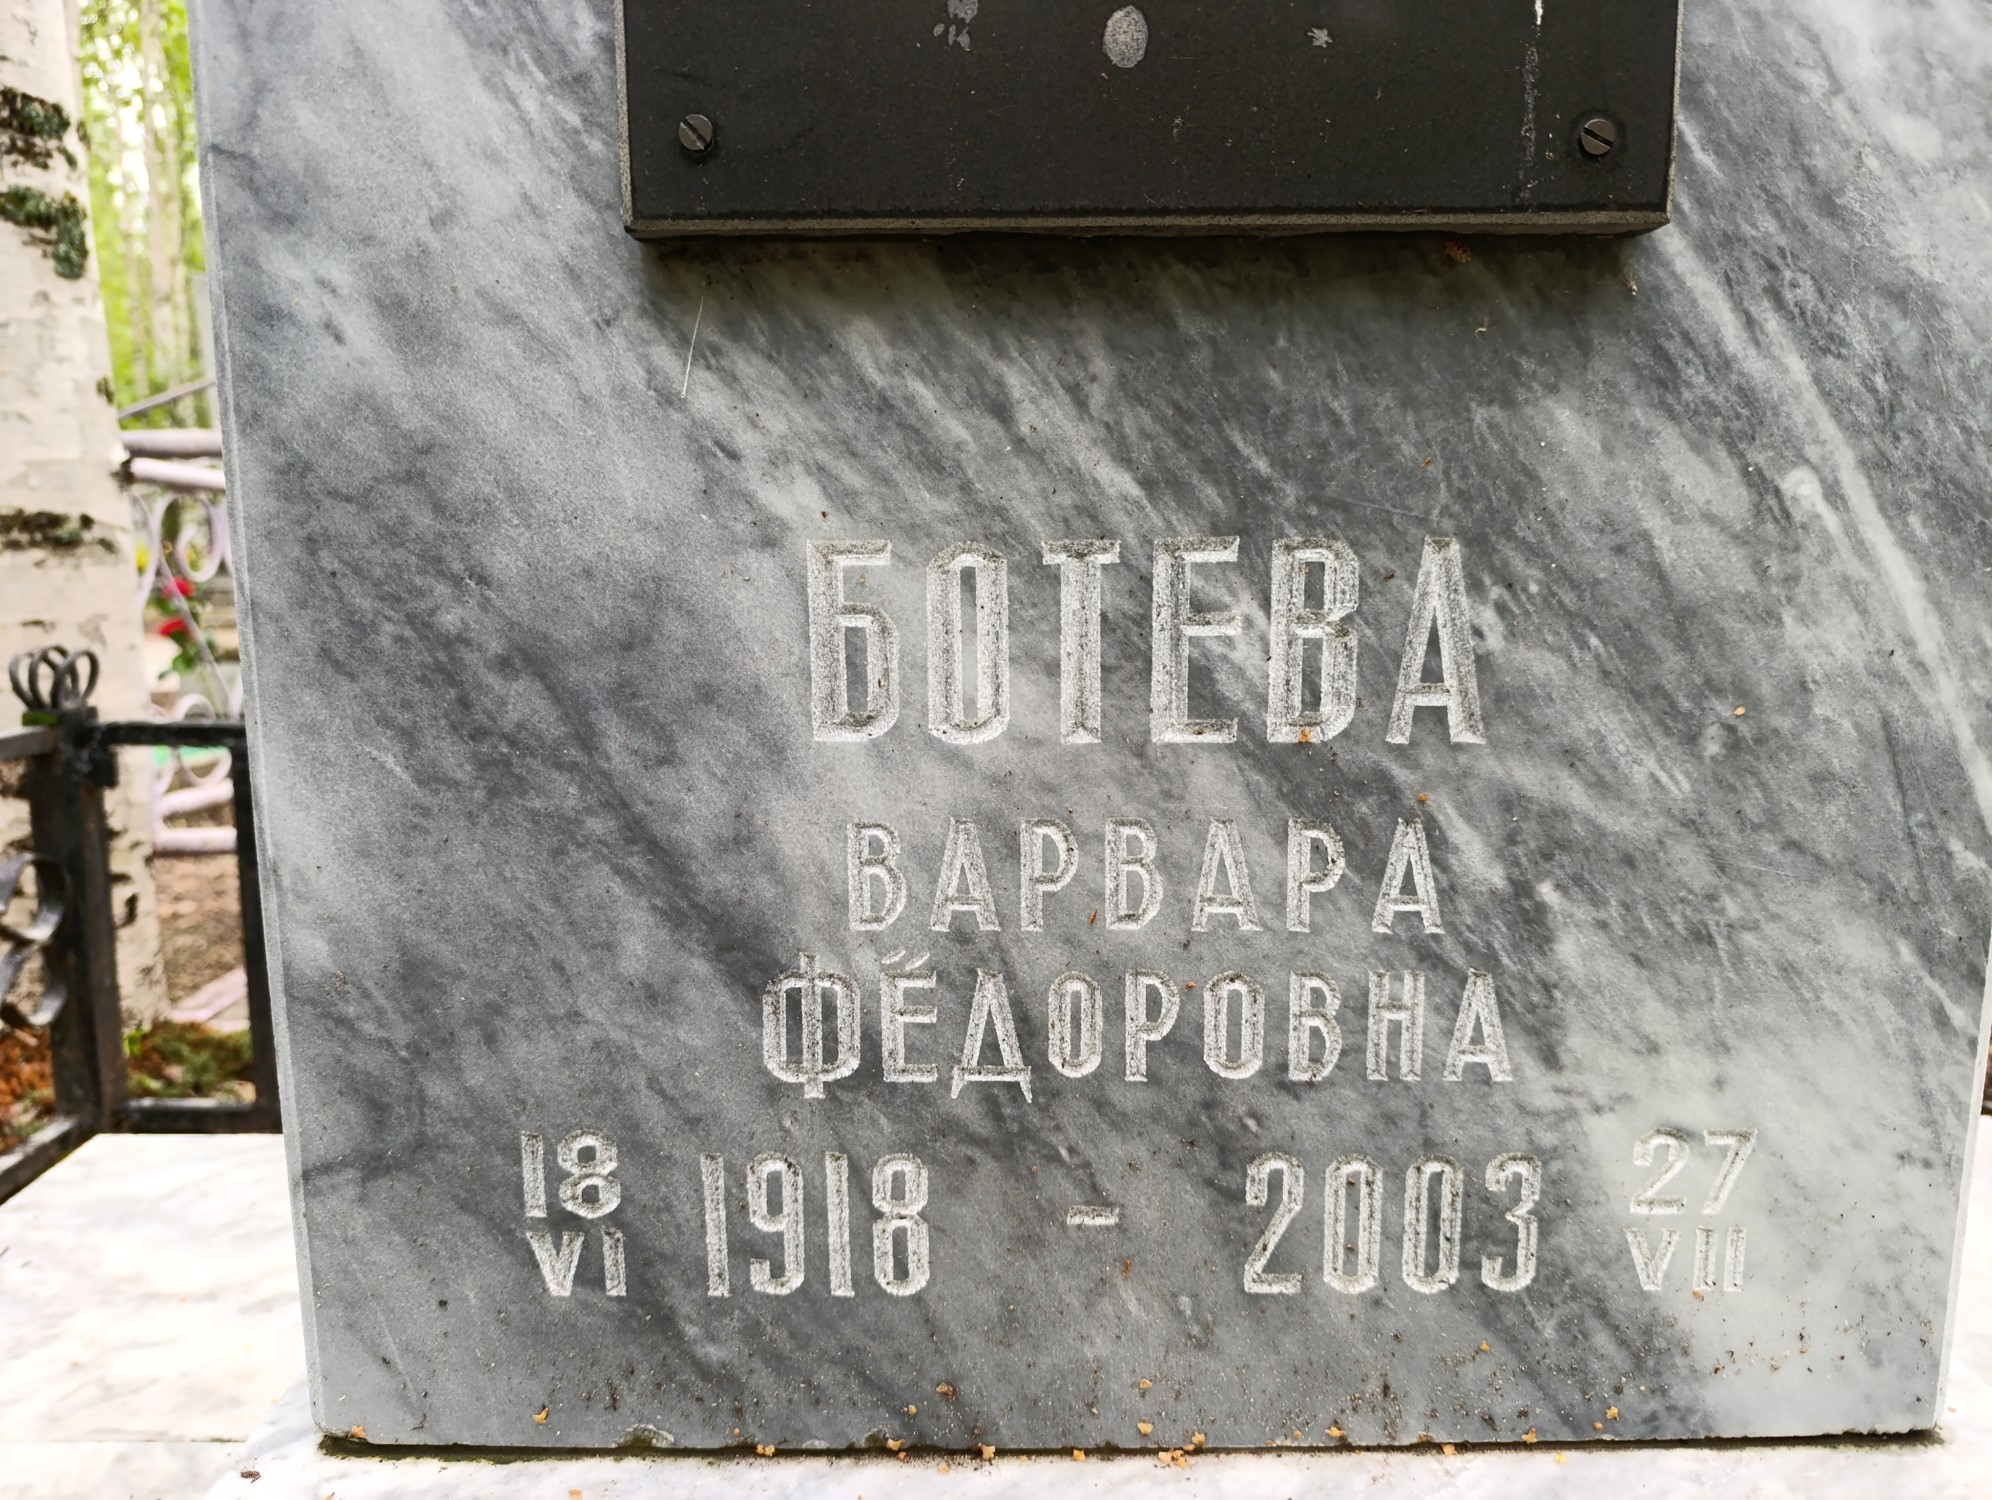 БОТЕВА
ВАРВАРА
ФЁДОРОВНА
18 VI 1918 - 2003 27 VII